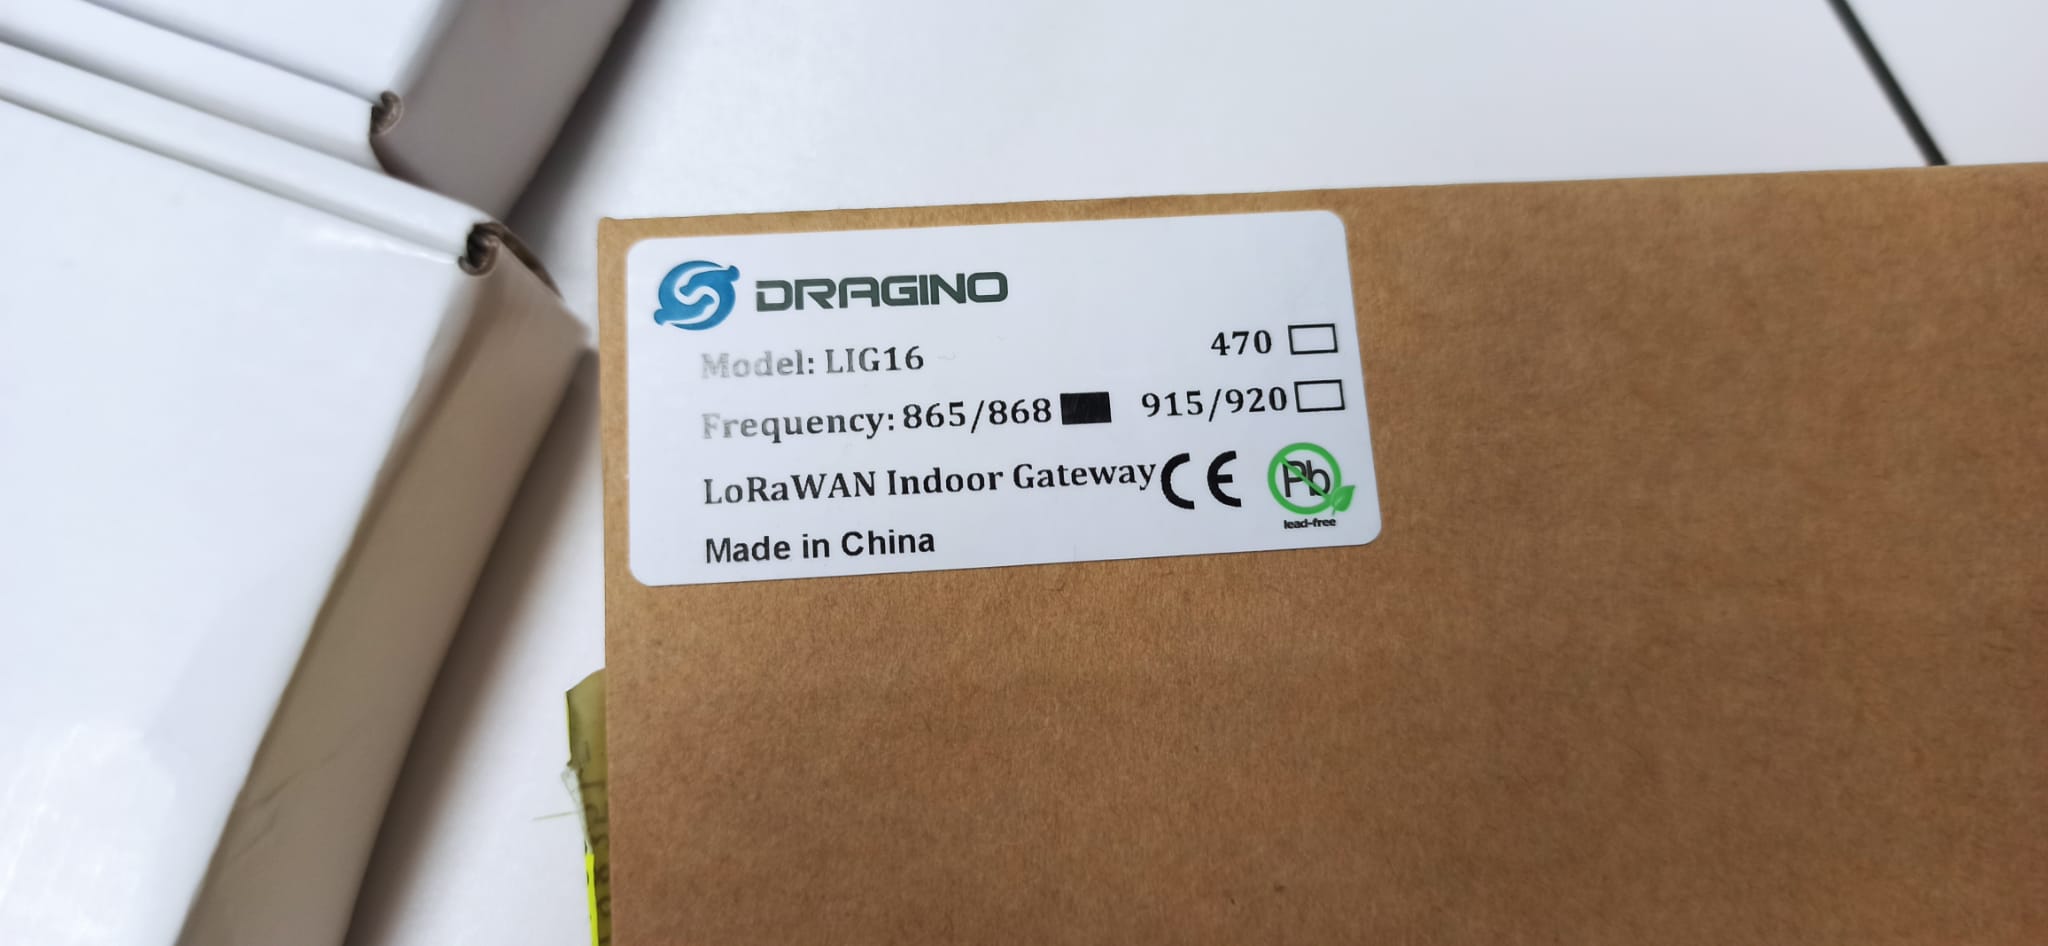 DRAGINO
Model: LIG16 470
Frequency: 865/868 915/920
LoRaWAN Indoor Gateway CE Pb
lead-free
Made in China